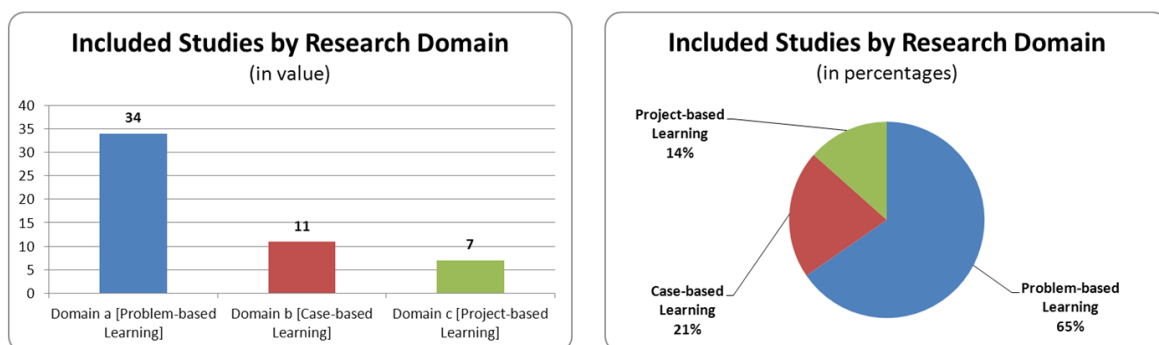 Included Studies by Research Domain
(in value)
40
35
30
25
20
15
10
5
0
34
11
7
Domain a [Problem-based
Learning]
Domain b [Case-based
Learning]
Domain c [Project-based
Learning]
Included Studies by Research Domain
(in percentages)
Project-based
Learning
14%
Case-based
Learning
21%
Problem-based
Learning
65%